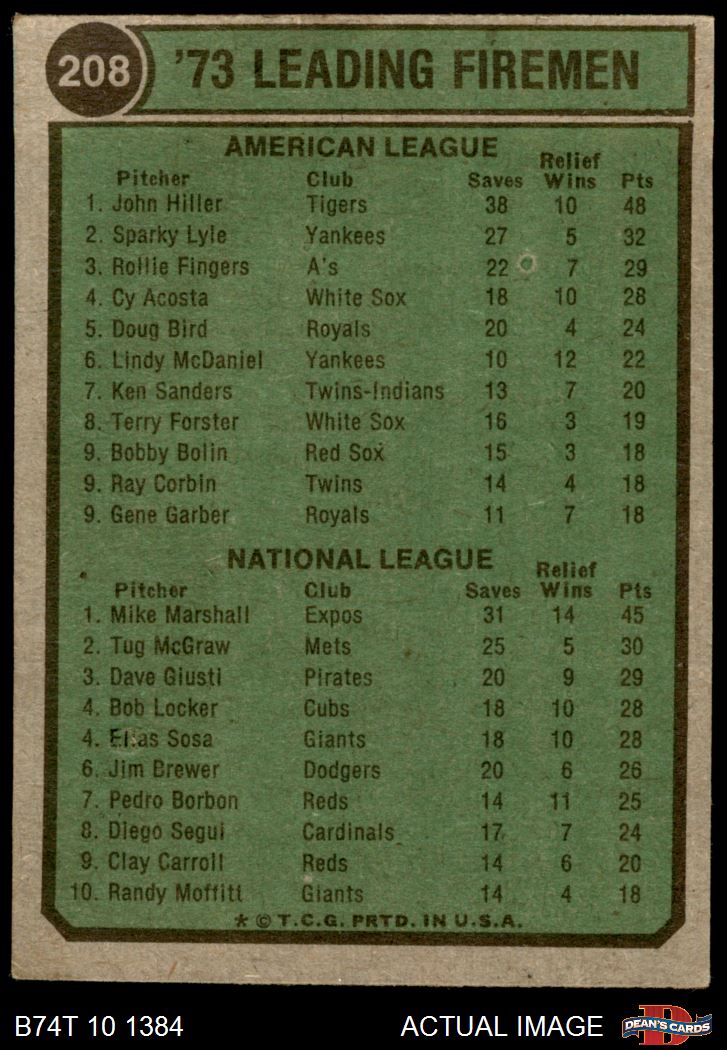 208 '73 LEADING FIREMEN
AMERICAN LEAGUE
Pitcher Club Saves Relief Wins Pts
1. John Hiller Tigers 38 10 48
2. Sparky Lyle Yankees 27 5 32
3. Rollie Fingers A's 22 7 29
4. Cy Acosta White Sox 18 10 28
5. Doug Bird Royals 20 4 24
6. Lindy McDaniel Yankees 10 12 22
7. Ken Sanders Twins-Indians 13 7 20
8. Terry Forster White Sox 16 3 19
9. Bobby Bolin Red Sox 15 3 18
9. Ray Corbin Twins 14 4 18
9. Gene Garber Royals 11 7 18
NATIONAL LEAGUE
Pitcher Club Saves Relief Wins Pts
1. Mike Marshall Expos 31 14 45
2. Tug McGraw Mets 25 5 30
3. Dave Giusti Pirates 20 9 29
4. Bob Locker Cubs 18 10 28
4. Elias Sosa Giants 18 10 28
6. Jim Brewer Dodgers 20 6 26
7. Pedro Borbon Reds 14 11 25
8. Diego Segui Cardinals 17 7 24
9. Clay Carroll Reds 14 6 20
10. Randy Moffitt Giants 14 4 18
* © T.C.G. PRTD. IN U.S.A.
B74T 10 1384 ACTUAL IMAGE D DEAN'S CARDS